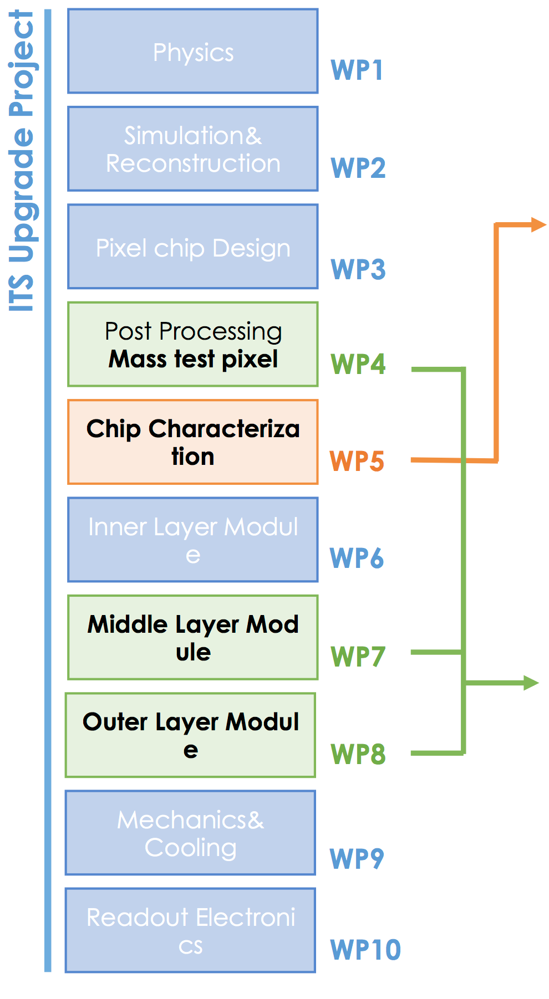 ITS Upgrade Project
Physics
WP1
Simulation&
Reconstruction
WP2
Pixel chip Design
WP3
Post Processing
Mass test pixel
WP4
Chip Characteriza
tion
WP5
Inner Layer Modul
e
WP6
Middle Layer Mod
ule
WP7
Outer Layer Modul
e
WP8
Mechanics&
Cooling
WP9
Readout Electroni
cs
WP10